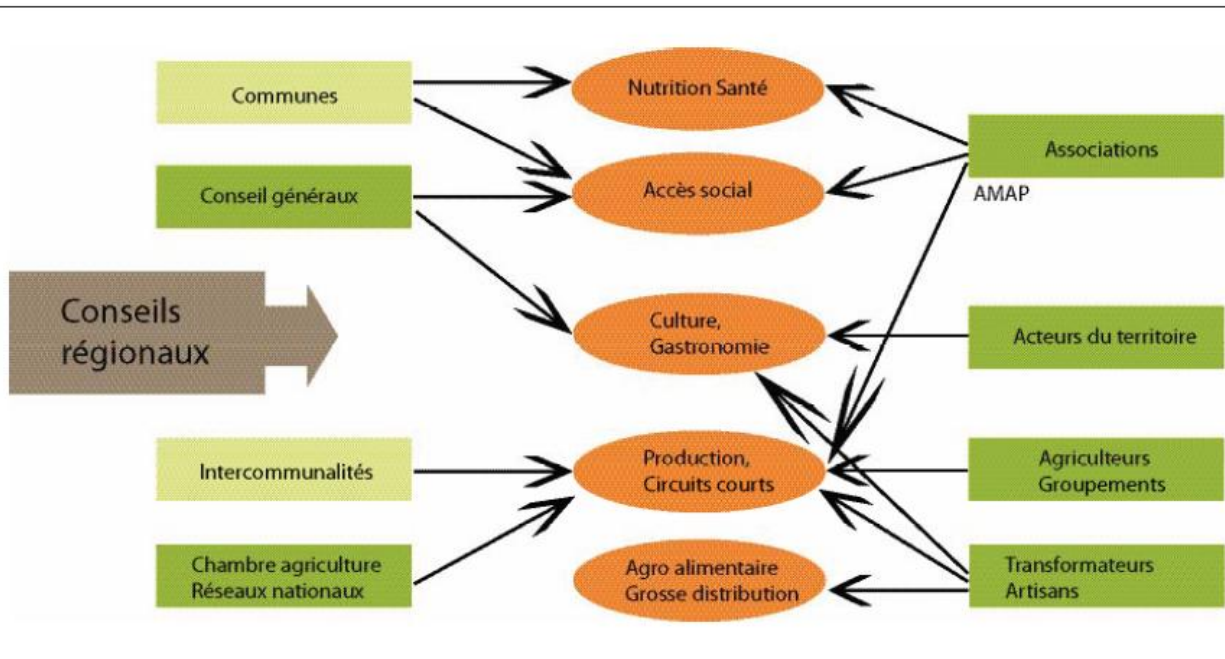 Communes
Nutrition Santé
Associations
AMAP
Conseil généraux
Accès social
Conseils
régionaux
Culture,
Gastronomie
Acteurs du territoire
Intercommunalités
Production,
Circuits courts
Agriculteurs
Groupements
Chambre agriculture
Réseaux nationaux
Agro alimentaire
Grosse distribution
Transformateurs
Artisans